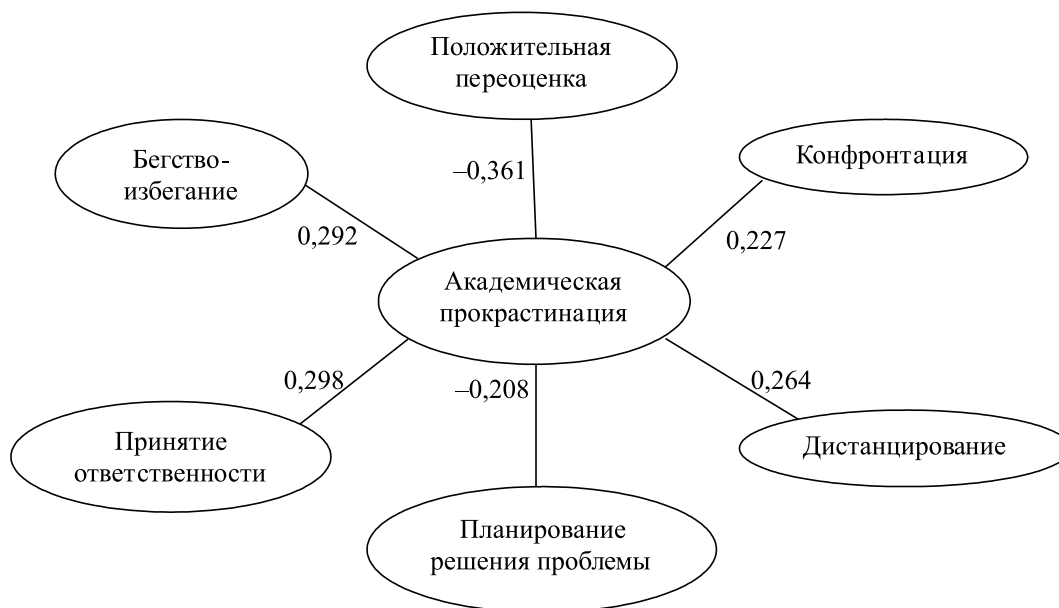 Положительная
переоценка
Бегство-
избегание
Конфронтация
–0,361
0,292
0,227
Академическая
прокрастинация
0,298
–0,208
0,264
Принятие
ответственности
Дистанцирование
Планирование
решения проблемы